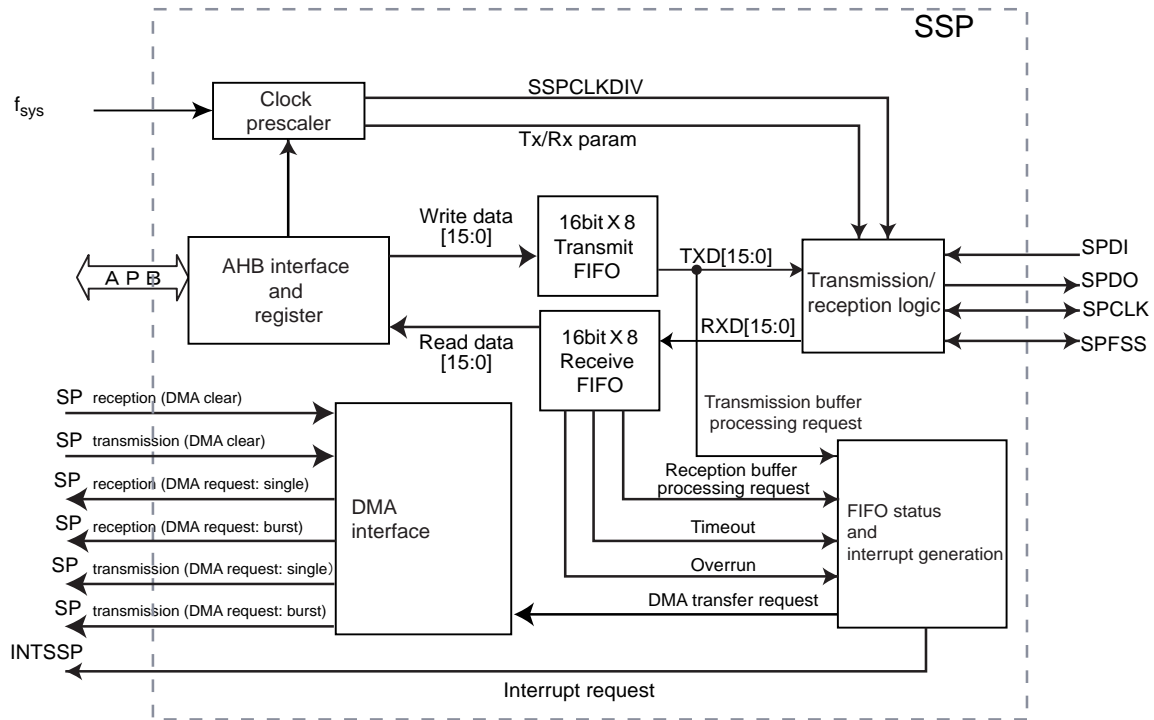 SSP
f_sys
Clock
prescaler
SSPCLKDIV
Tx/Rx param
Write data
[15:0]
16bit X 8
Transmit
FIFO
TXD[15:0]
A P B
AHB interface
and
register
Transmission/
reception logic
SPDI
SPDO
SPCLK
SPFSS
Read data
[15:0]
16bit X 8
Receive
FIFO
RXD[15:0]
SP reception (DMA clear)
SP transmission (DMA clear)
SP reception (DMA request: single)
SP reception (DMA request: burst)
SP transmission (DMA request: single)
SP transmission (DMA request: burst)
DMA
interface
Transmission buffer
processing request
Reception buffer
processing request
Timeout
Overrun
DMA transfer request
FIFO status
and
interrupt generation
INTSSP
Interrupt request